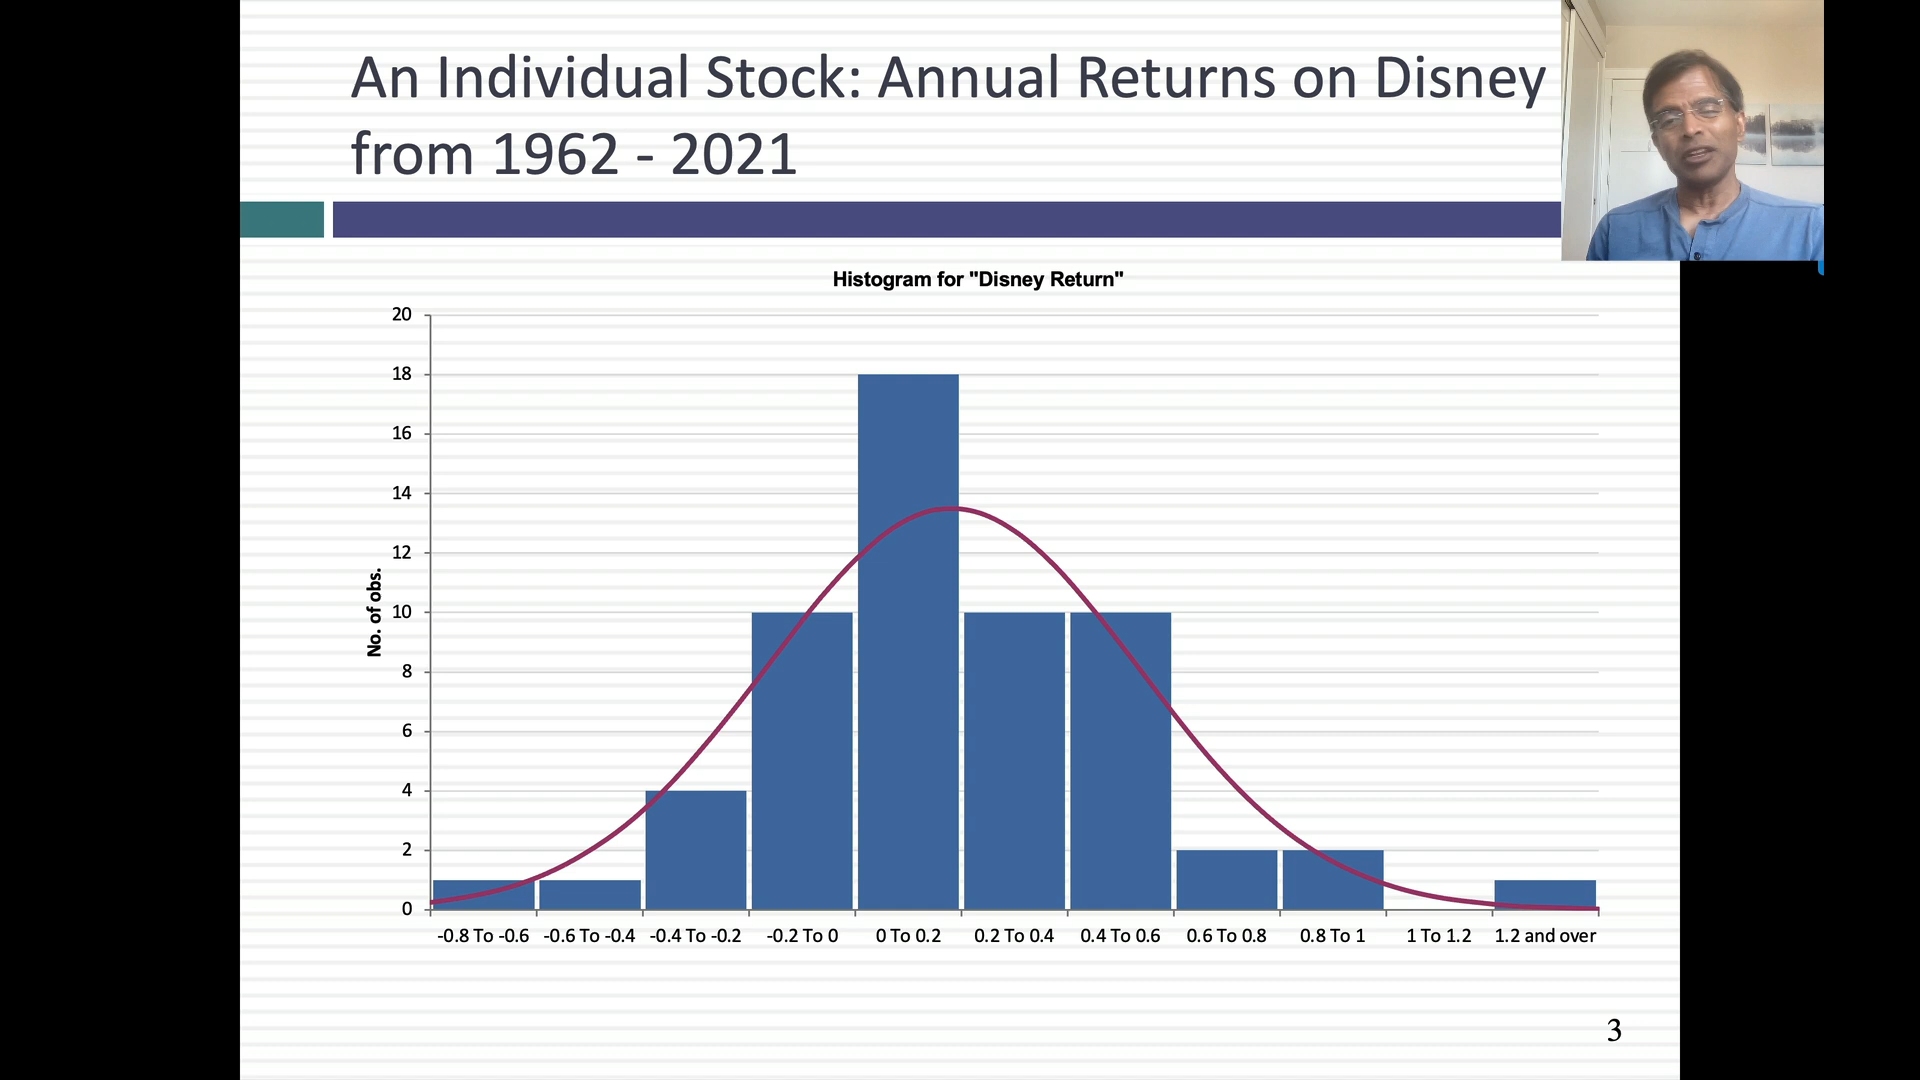 An Individual Stock: Annual Returns on Disney
from 1962 - 2021
Histogram for "Disney Return"
20
18
16
14
12
10
8
6
4
2
0
No. of obs.
-0.8 To -0.6 -0.6 To -0.4 -0.4 To -0.2 -0.2 To 0 0 To 0.2 0.2 To 0.4 0.4 To 0.6 0.6 To 0.8 0.8 To 1 1 To 1.2 1.2 and over
3